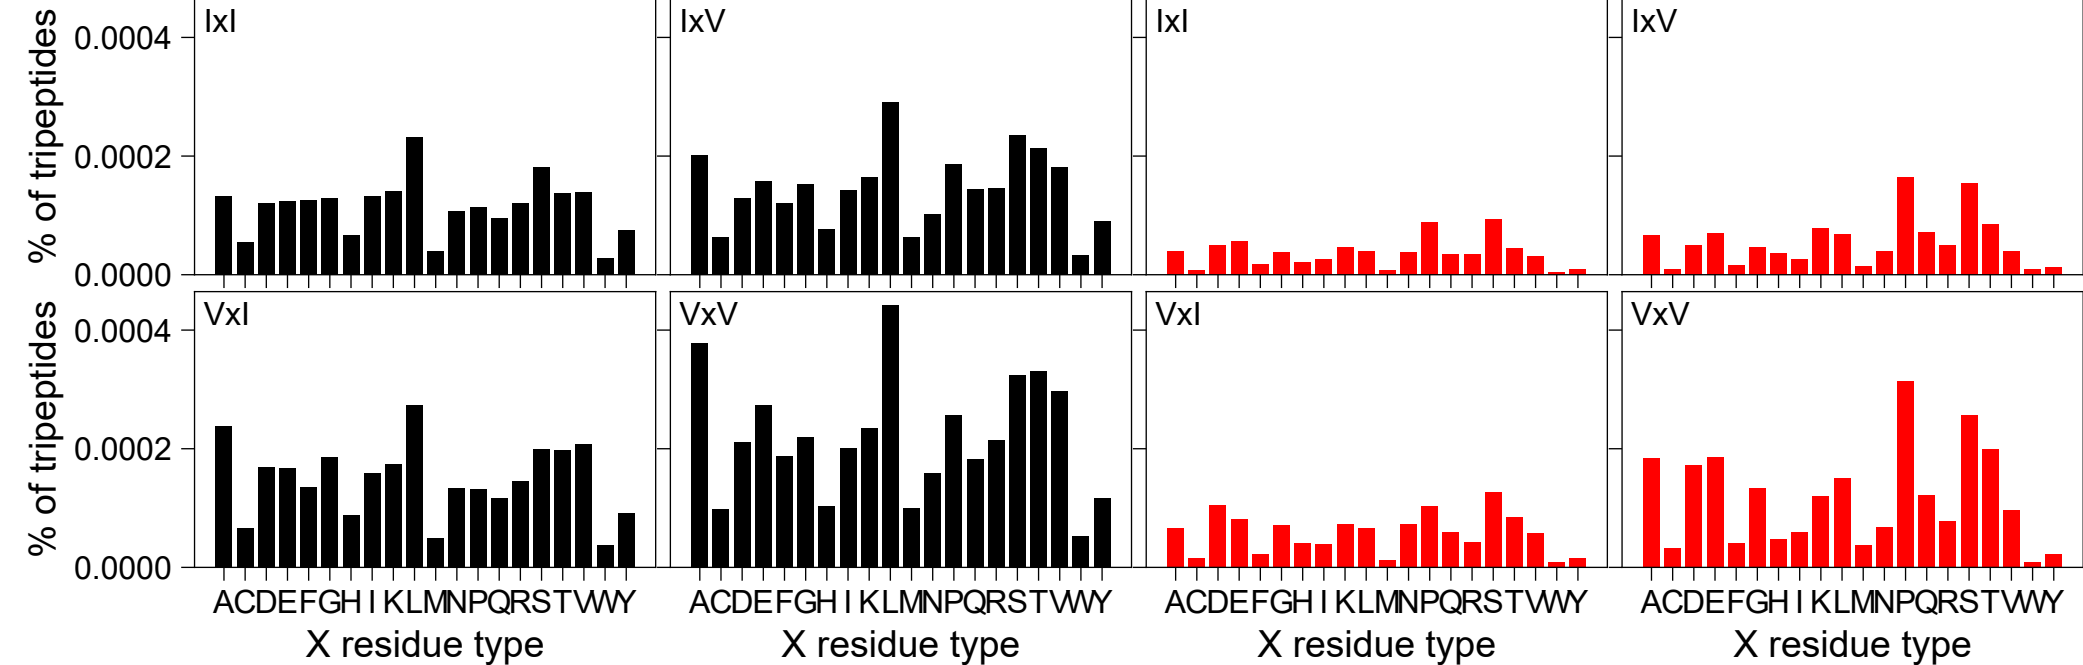 % of tripeptides
0.0004
0.0002
0.0000
IxI
IxV
IxI
IxV
% of tripeptides
0.0004
0.0002
0.0000
VxI
VxV
VxI
VxV
ACDEFGHIKLMNPQRSTVWY
ACDEFGHIKLMNPQRSTVWY
ACDEFGHIKLMNPQRSTVWY
ACDEFGHIKLMNPQRSTVWY
X residue type
X residue type
X residue type
X residue type